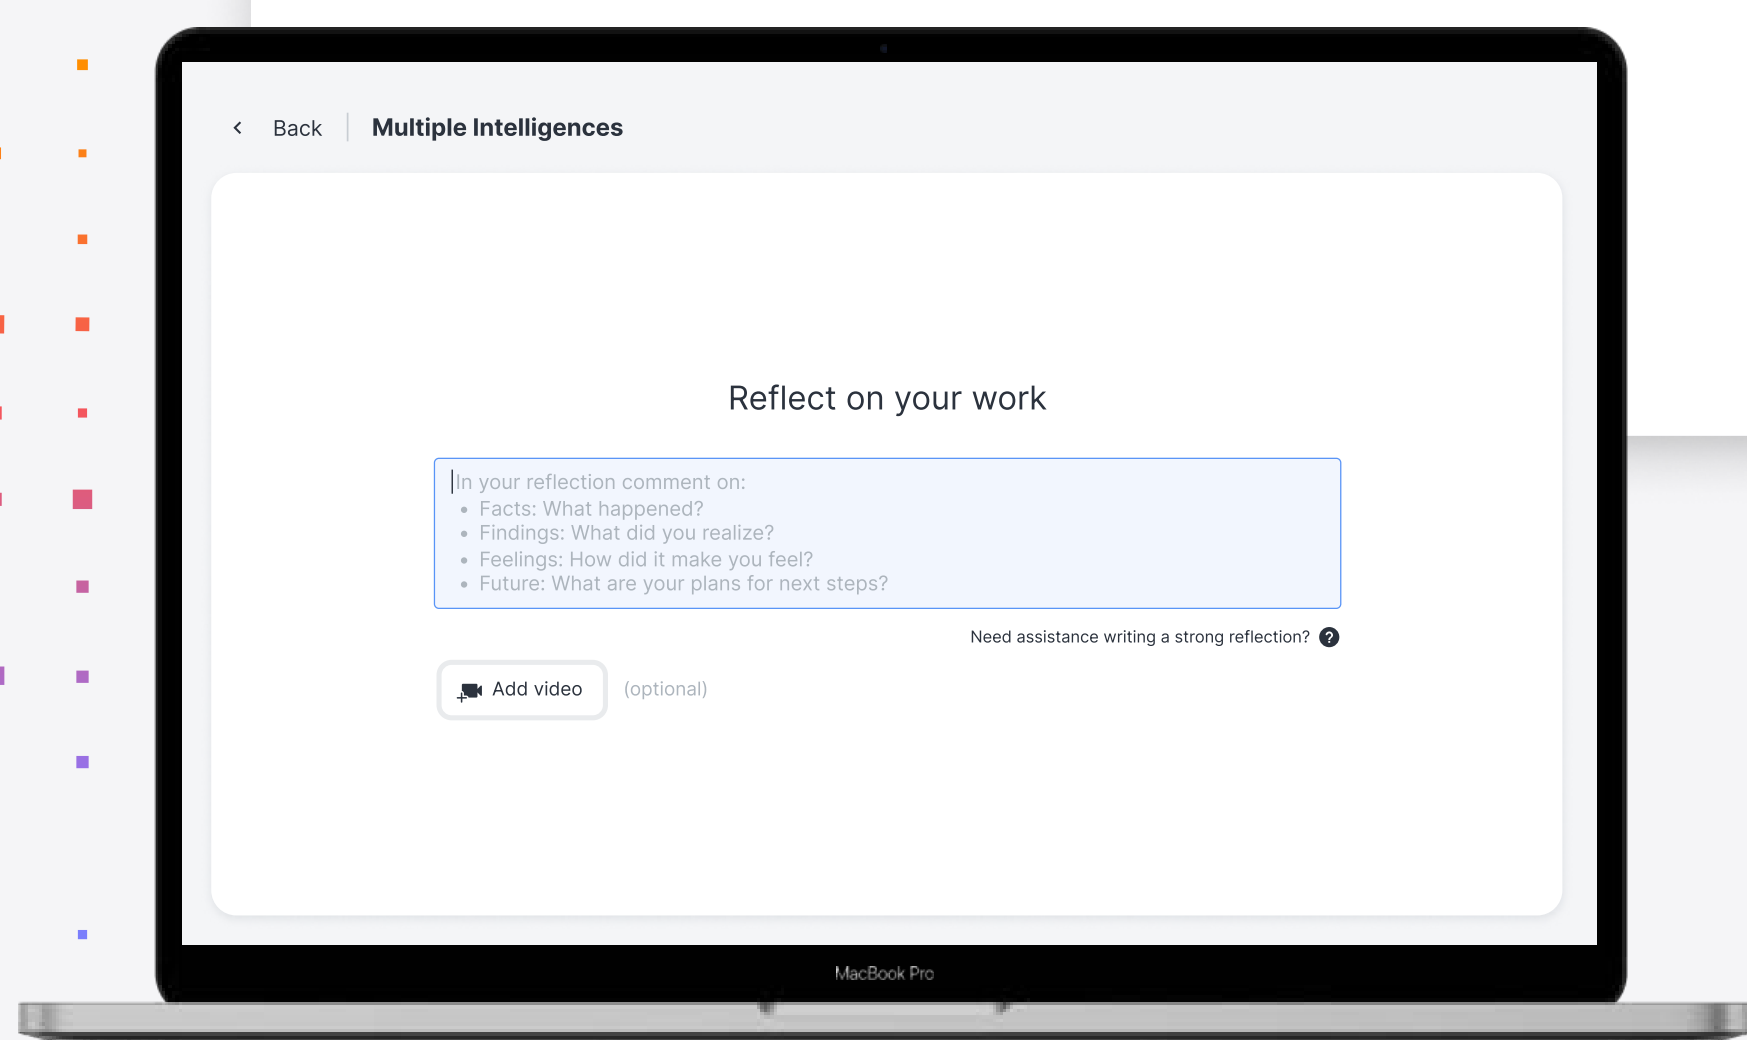 Back
Multiple Intelligences
Reflect on your work
In your reflection comment on:
• Facts: What happened?
• Findings: What did you realize?
• Feelings: How did it make you feel?
• Future: What are your plans for next steps?
Need assistance writing a strong reflection? ?
Add video (optional)
MacBook Pro